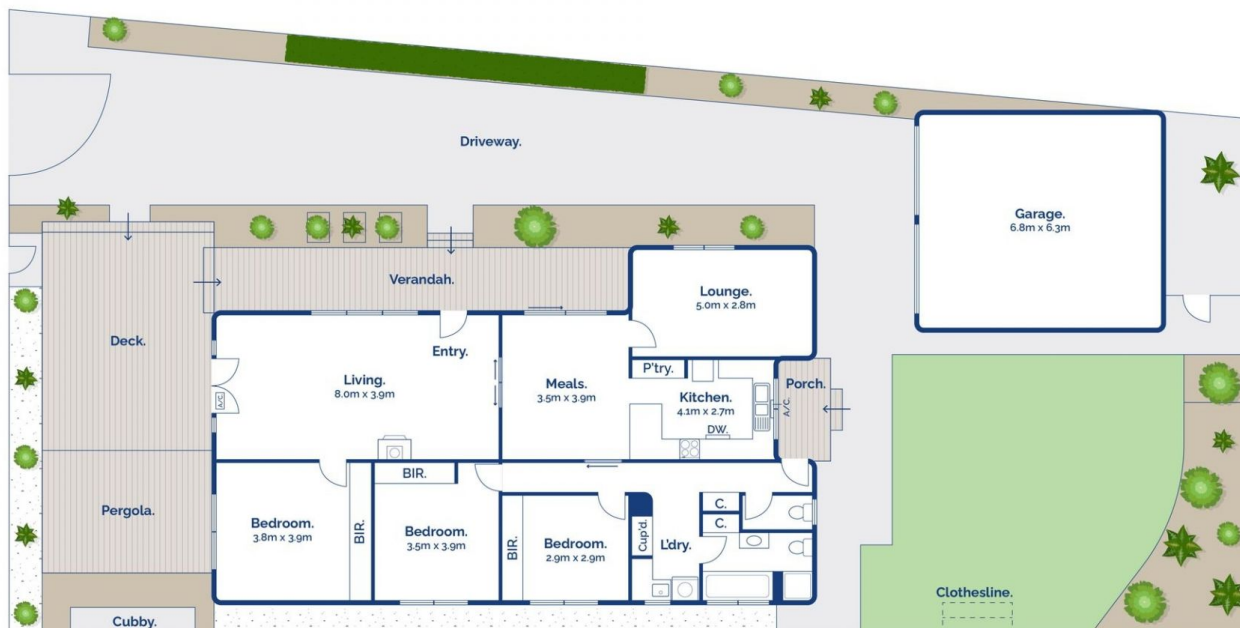 Driveway.
Garage.
6.8m x 6.3m
Verandah.
Lounge.
5.0m x 2.8m
Deck.
Entry.
Living.
8.0m x 3.9m
A/C.
Meals.
3.5m x 3.9m
P'try.
Kitchen.
4.1m x 2.7m
DW.
A/C.
Porch.
Pergola.
Bedroom.
3.8m x 3.9m
BIR.
BIR.
Bedroom.
3.5m x 3.9m
BIR.
Bedroom.
2.9m x 2.9m
Cup'd.
L'dry.
C.
C.
Cubby.
Clothesline.